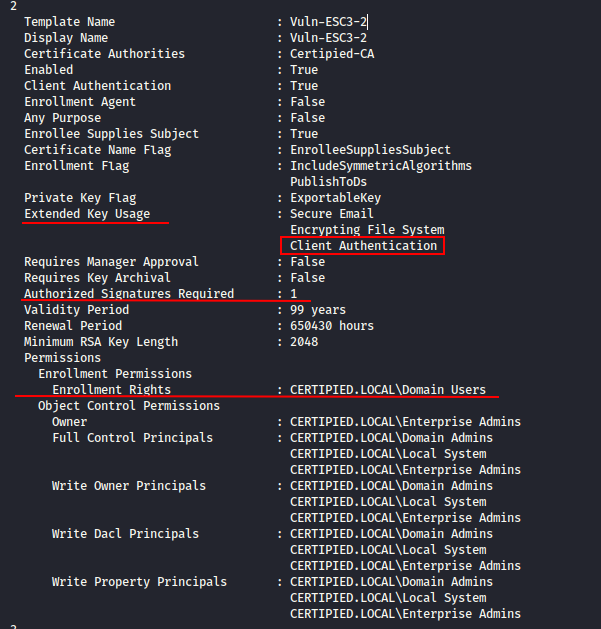 2
Template Name : Vuln-ESC3-2
Display Name : Vuln-ESC3-2
Certificate Authorities : Certipied-CA
Enabled : True
Client Authentication : True
Enrollment Agent : False
Any Purpose : False
Enrollee Supplies Subject : True
Certificate Name Flag : EnrolleeSuppliesSubject
Enrollment Flag : IncludeSymmetricAlgorithms
PublishToDs
Private Key Flag : ExportableKey
Extended Key Usage : Secure Email
Encrypting File System
Client Authentication
Requires Manager Approval : False
Requires Key Archival : False
Authorized Signatures Required : 1
Validity Period : 99 years
Renewal Period : 650430 hours
Minimum RSA Key Length : 2048
Permissions
Enrollment Permissions
Enrollment Rights : CERTIPIED.LOCAL\Domain Users
Object Control Permissions
Owner : CERTIPIED.LOCAL\Enterprise Admins
Full Control Principals : CERTIPIED.LOCAL\Domain Admins
CERTIPIED.LOCAL\Local System
CERTIPIED.LOCAL\Enterprise Admins
Write Owner Principals : CERTIPIED.LOCAL\Domain Admins
CERTIPIED.LOCAL\Local System
CERTIPIED.LOCAL\Enterprise Admins
Write Dacl Principals : CERTIPIED.LOCAL\Domain Admins
CERTIPIED.LOCAL\Local System
CERTIPIED.LOCAL\Enterprise Admins
Write Property Principals : CERTIPIED.LOCAL\Domain Admins
CERTIPIED.LOCAL\Local System
CERTIPIED.LOCAL\Enterprise Admins